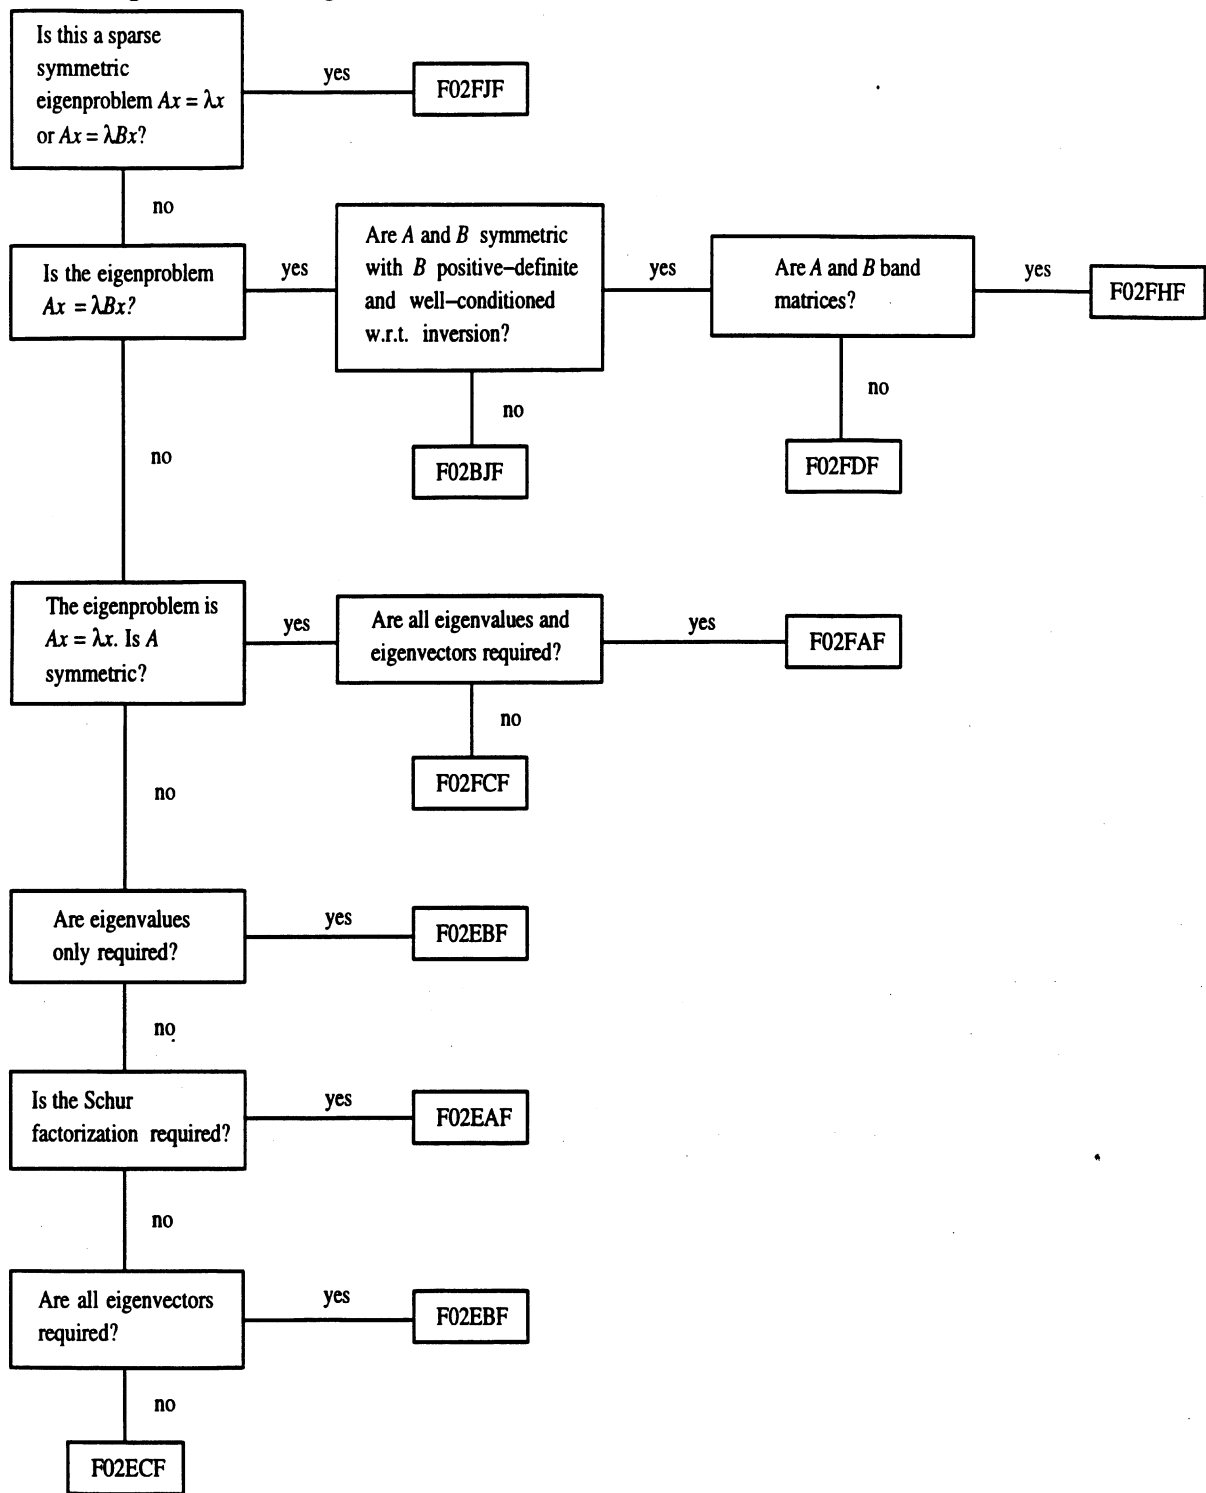 Is this a sparse
symmetric
eigenproblem Ax = λx
or Ax = λBx?
yes
F02FJF
no
Is the eigenproblem
Ax = λBx?
yes
Are A and B symmetric
with B positive–definite
and well–conditioned
w.r.t. inversion?
yes
Are A and B band
matrices?
yes
F02FHF
no
F02BJF
no
F02FDF
no
The eigenproblem is
Ax = λx. Is A
symmetric?
yes
Are all eigenvalues and
eigenvectors required?
yes
F02FAF
no
F02FCF
no
Are eigenvalues
only required?
yes
F02EBF
no
Is the Schur
factorization required?
yes
F02EAF
no
Are all eigenvectors
required?
yes
F02EBF
no
F02ECF